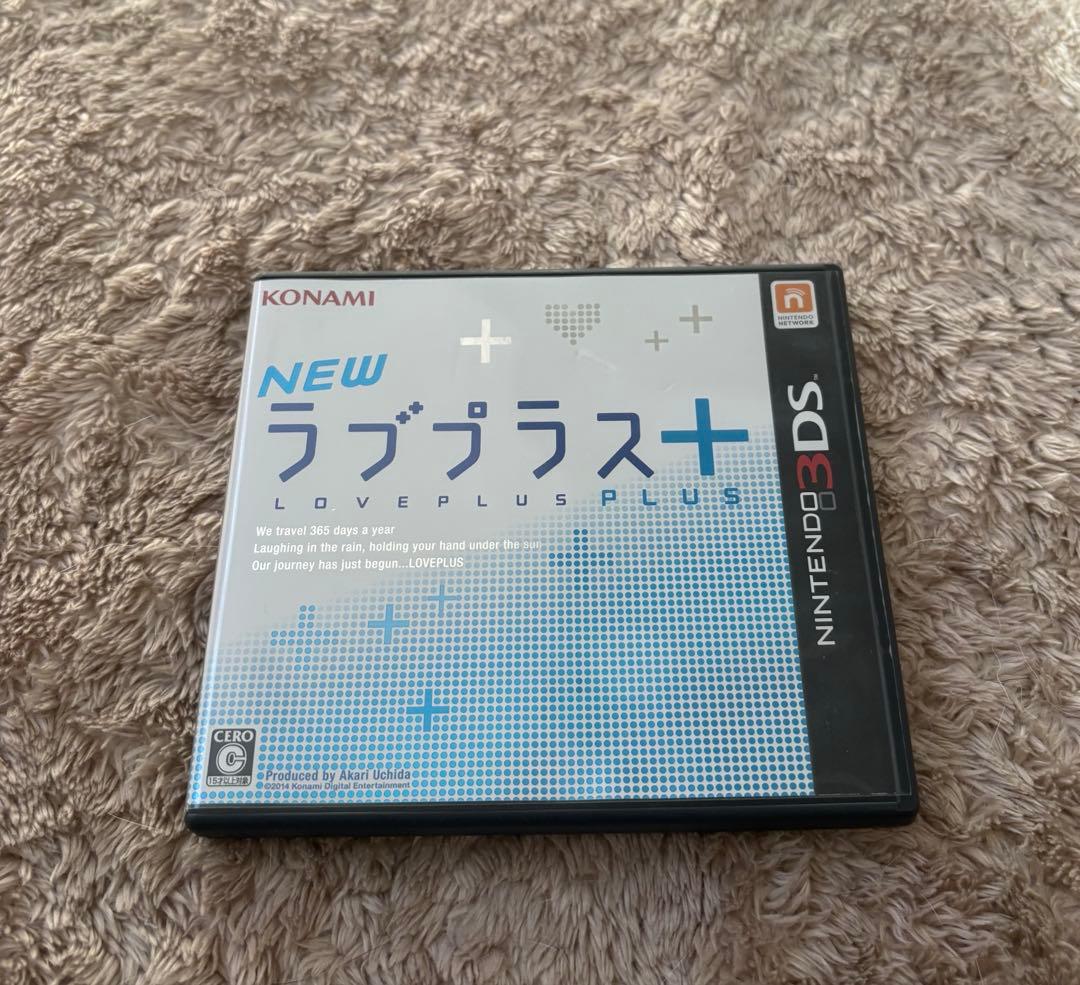 KONAMI
NEW
ラブプラス+
LOVEPLUS PLUS
We travel 365 days a year
Laughing in the rain, holding your hand under the sun
Our journey has just begun...LOVEPLUS
CERO
C
15才以上対象
Produced by Akari Uchida
©2014 Konami Digital Entertainment
n
NINTENDO
NETWORK
NINTENDO 3DS™